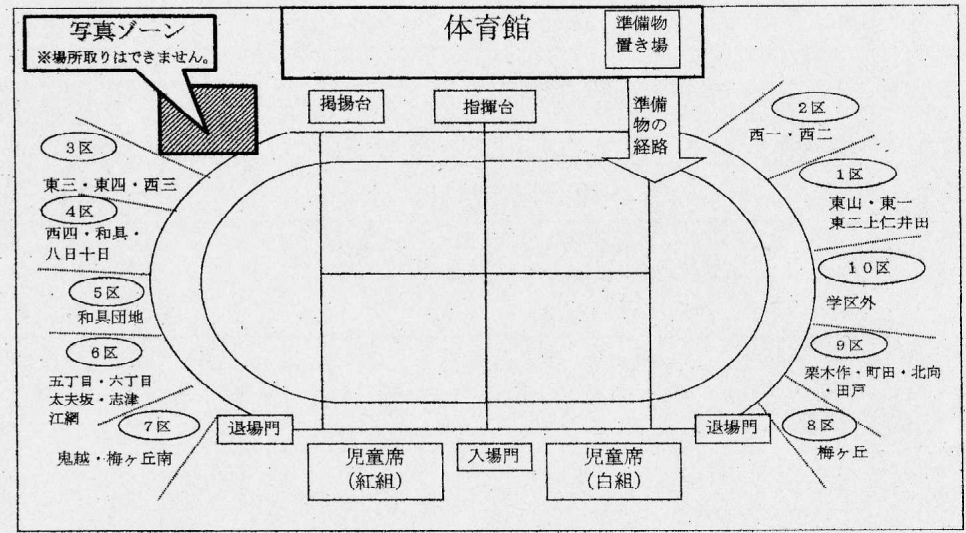 写真ゾーン
※場所取りはできません。
体育館
準備物
置き場
掲揚台
指揮台
準備
物の
経路
2区
西一・西二
3区
東三・東四・西三
1区
東山・東一
東二上仁井田
4区
西四・和具・
八日十日
10区
学区外
5区
和具団地
6区
五丁目・六丁目
太夫坂・志津
江網
9区
栗木作・町田・北向
・田戸
7区
鬼越・梅ヶ丘南
8区
梅ヶ丘
退場門
児童席
(紅組)
入場門
児童席
(白組)
退場門